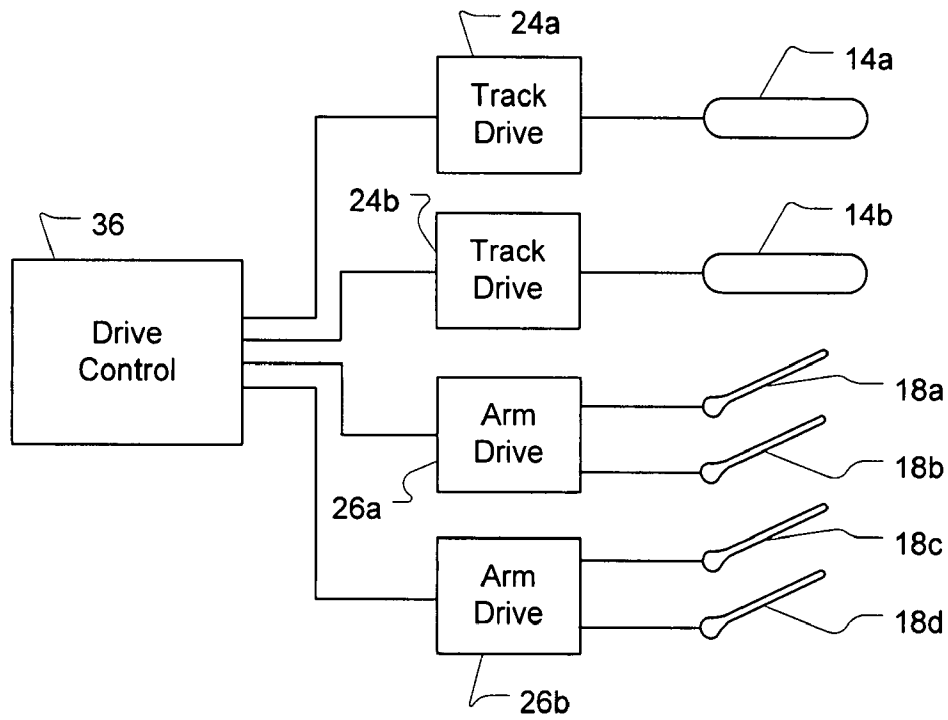 24a
14a
Track
Drive
24b
14b
36
Track
Drive
Drive
Control
18a
Arm
Drive
18b
26a
18c
Arm
Drive
18d
26b